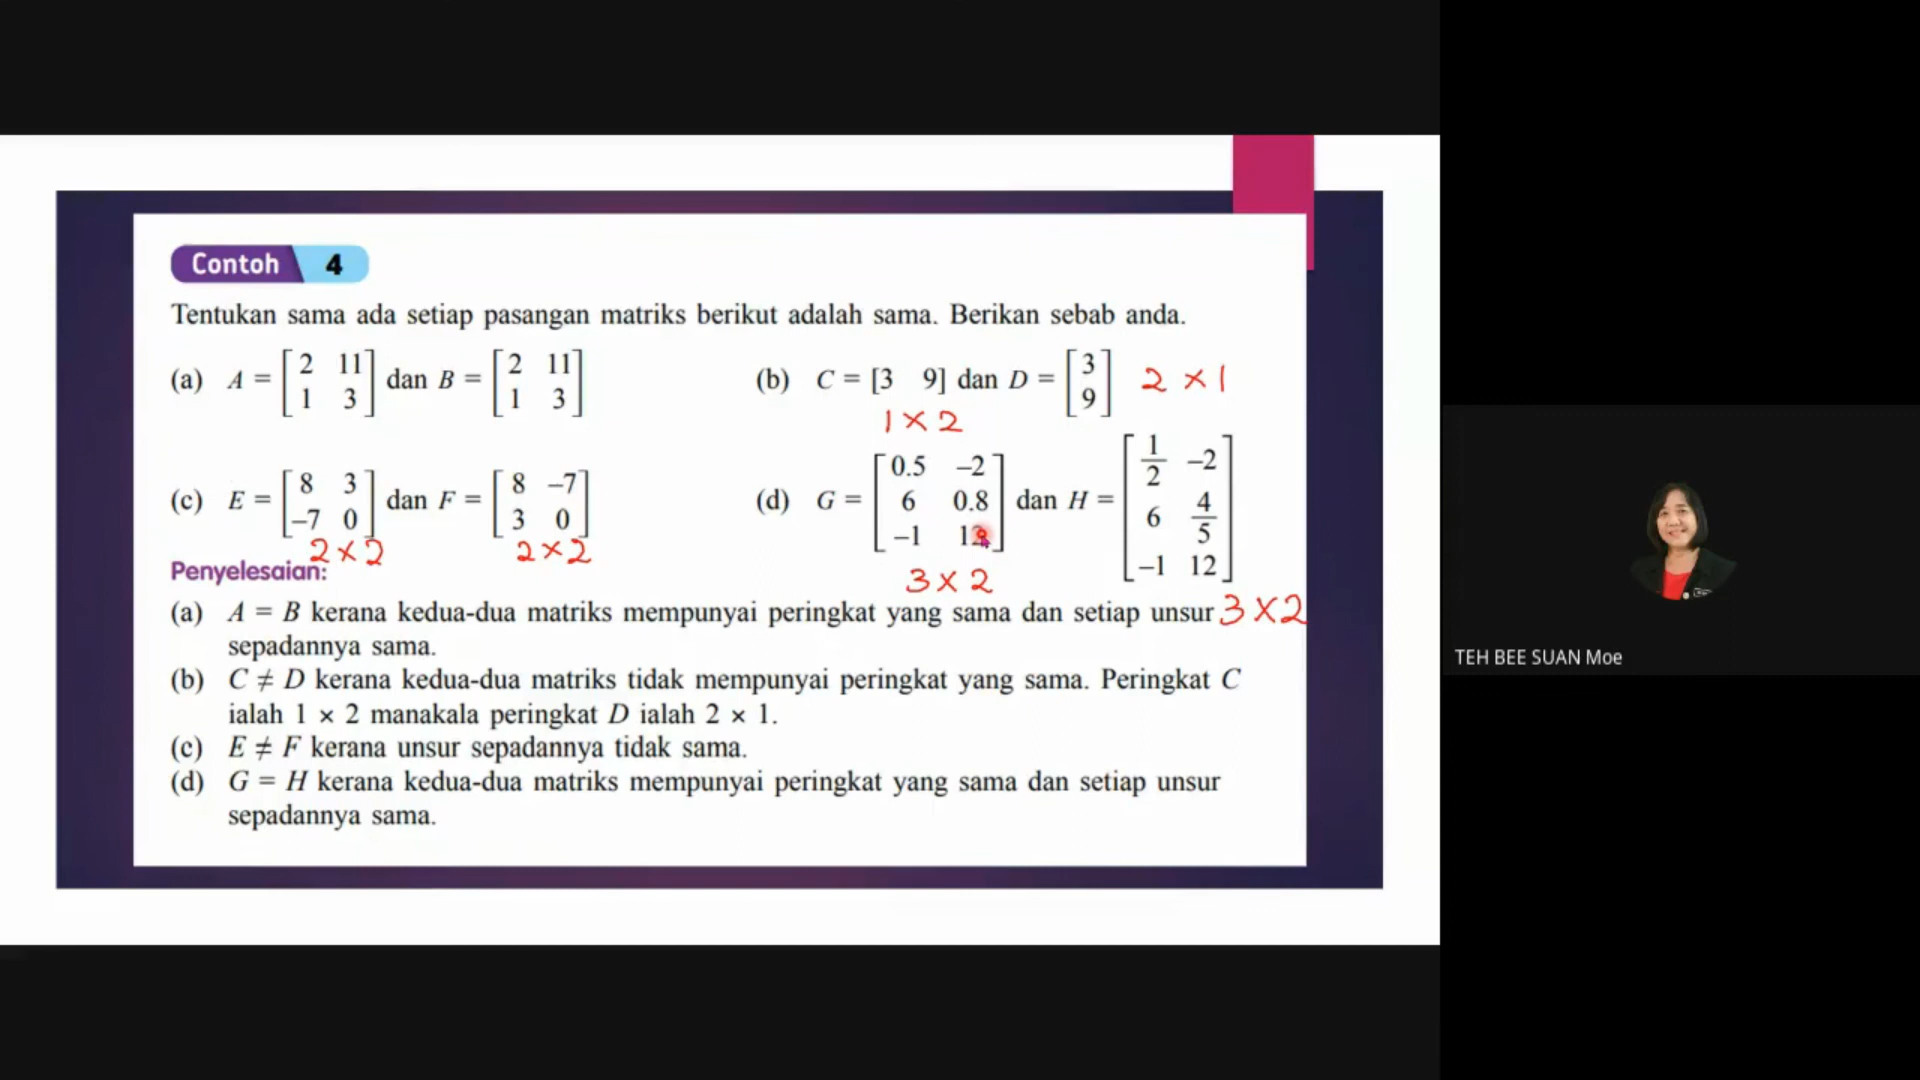 Contoh 4
Tentukan sama ada setiap pasangan matriks berikut adalah sama. Berikan sebab anda.
(a) A = [2 11; 1 3] dan B = [2 11; 1 3]
(b) C = [3 9] dan D = [3; 9] 2 × 1
1 × 2
(c) E = [8 3; –7 0] dan F = [8 –7; 3 0]
2 × 2 2 × 2
(d) G = [0.5 –2; 6 0.8; –1 12] dan H = [1/2 –2; 6 4/5; –1 12]
3 × 2
3 × 2
Penyelesaian:
(a) A = B kerana kedua-dua matriks mempunyai peringkat yang sama dan setiap unsur
sepadannya sama.
(b) C ≠ D kerana kedua-dua matriks tidak mempunyai peringkat yang sama. Peringkat C
ialah 1 × 2 manakala peringkat D ialah 2 × 1.
(c) E ≠ F kerana unsur sepadannya tidak sama.
(d) G = H kerana kedua-dua matriks mempunyai peringkat yang sama dan setiap unsur
sepadannya sama.
TEH BEE SUAN Moe